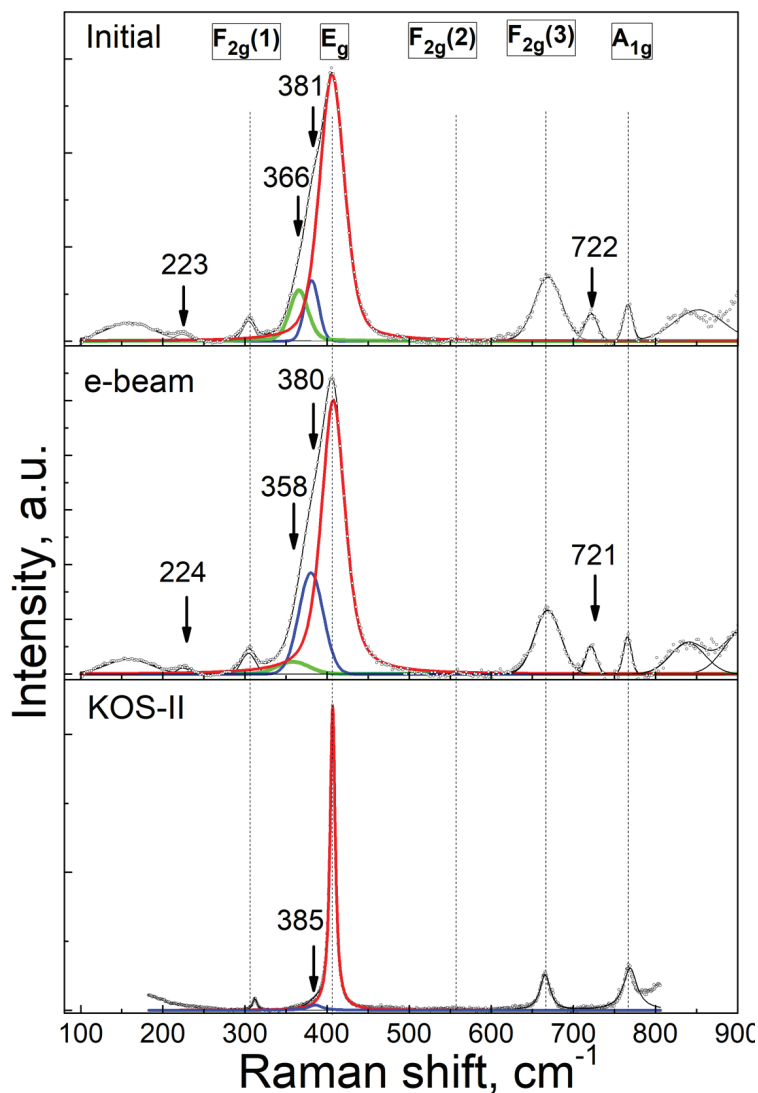 Initial
F2g(1) Eg F2g(2) F2g(3) A1g
381
366
223
722
e-beam
380
358
224
721
KOS-II
385
Intensity, a.u.
100 200 300 400 500 600 700 800 900
Raman shift, cm-1